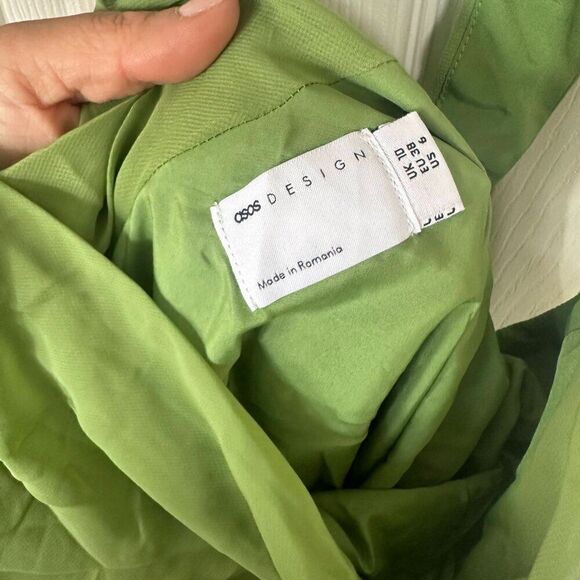 asos DESIGN
Made in Romania
UK 10
EU 38
US 6